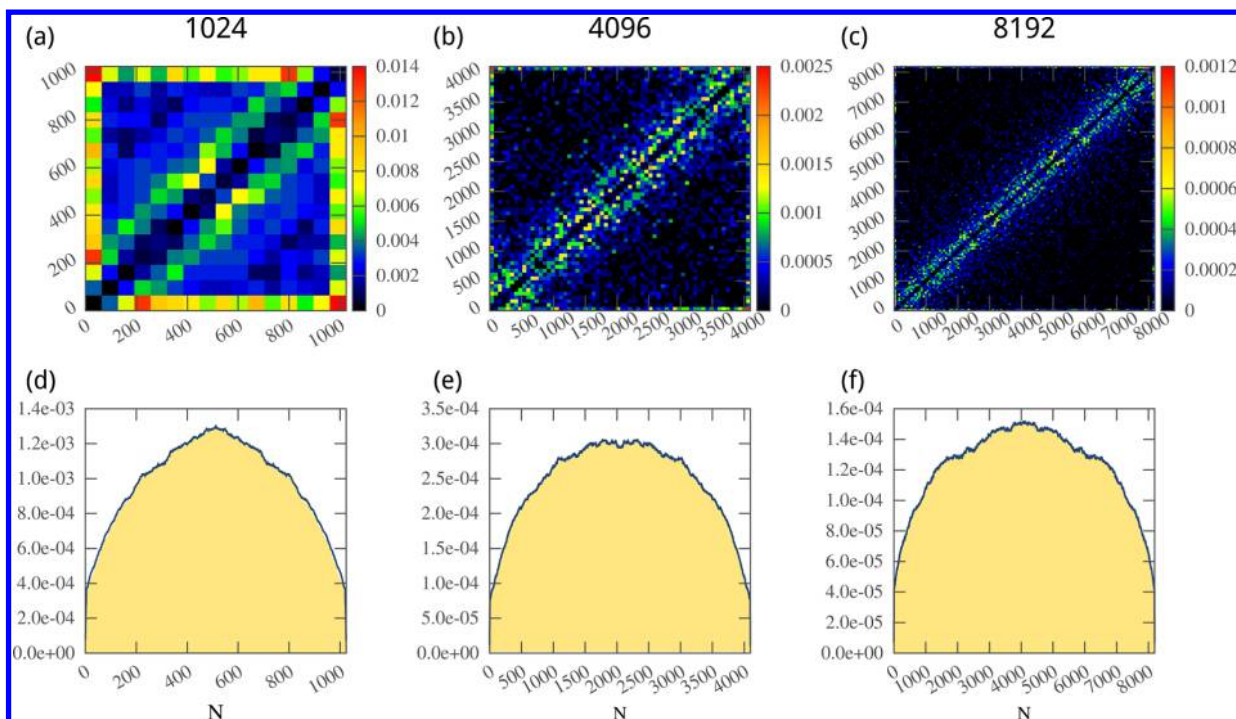 1024 4096 8192
(a) (b) (c)
1000 800 600 400 200 0
0 200 400 600 800 1000
0.014 0.012 0.01 0.008 0.006 0.004 0.002 0
4000 3500 3000 2500 2000 1500 1000 500 0
0 500 1000 1500 2000 2500 3000 3500 4000
0.0025 0.002 0.0015 0.001 0.0005 0
8000 7000 6000 5000 4000 3000 2000 1000 0
0 1000 2000 3000 4000 5000 6000 7000 8000
0.0012 0.001 0.0008 0.0006 0.0004 0.0002 0
(d) (e) (f)
1.4e-03
1.2e-03
1.0e-03
8.0e-04
6.0e-04
4.0e-04
2.0e-04
0.0e+00
0 200 400 600 800 1000
N
3.5e-04
3.0e-04
2.5e-04
2.0e-04
1.5e-04
1.0e-04
5.0e-05
0.0e+00
0 500 1000 1500 2000 2500 3000 3500 4000
N
1.6e-04
1.4e-04
1.2e-04
1.0e-04
8.0e-05
6.0e-05
4.0e-05
2.0e-05
0.0e+00
0 1000 2000 3000 4000 5000 6000 7000 8000
N